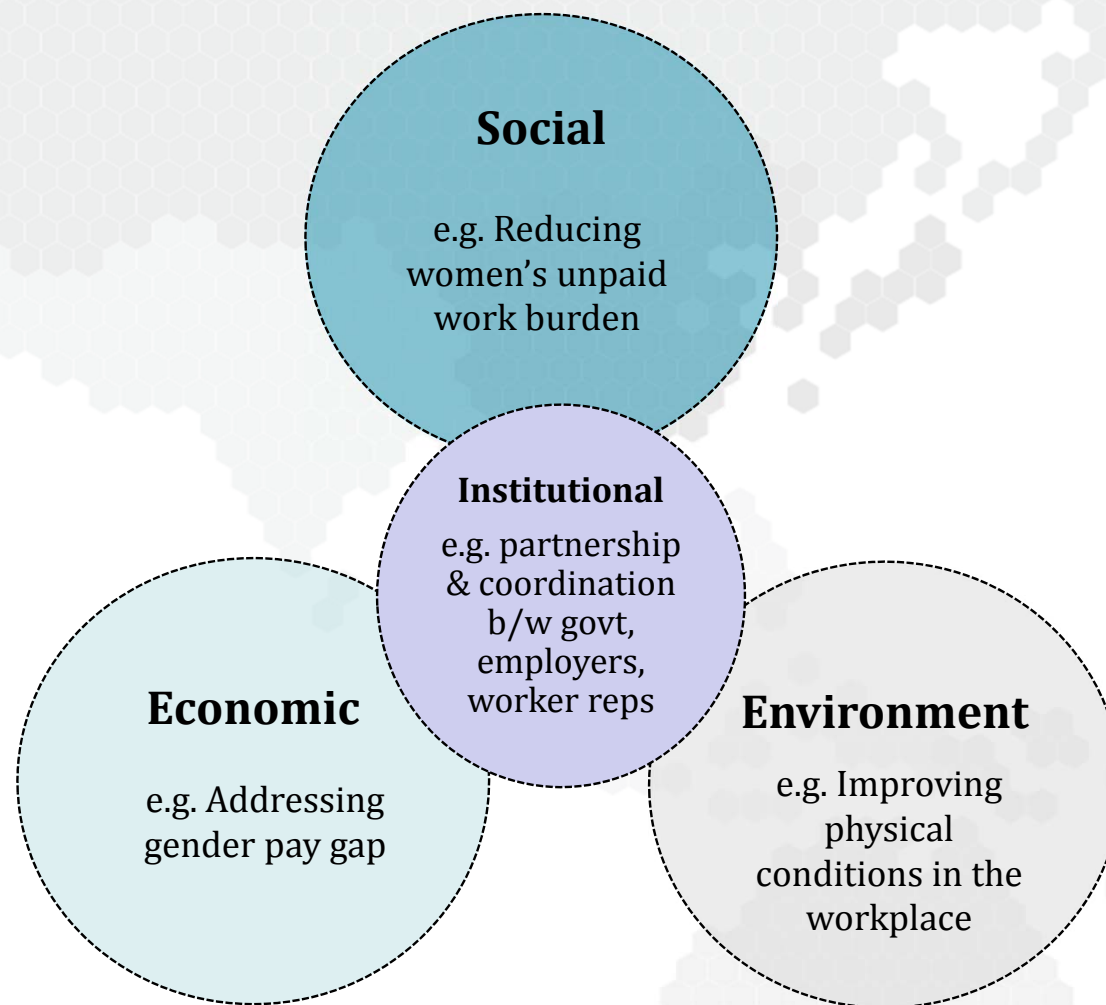 Social
e.g. Reducing
women’s unpaid
work burden
Institutional
e.g. partnership
& coordination
b/w govt,
employers,
worker reps
Economic
e.g. Addressing
gender pay gap
Environment
e.g. Improving
physical
conditions in the
workplace